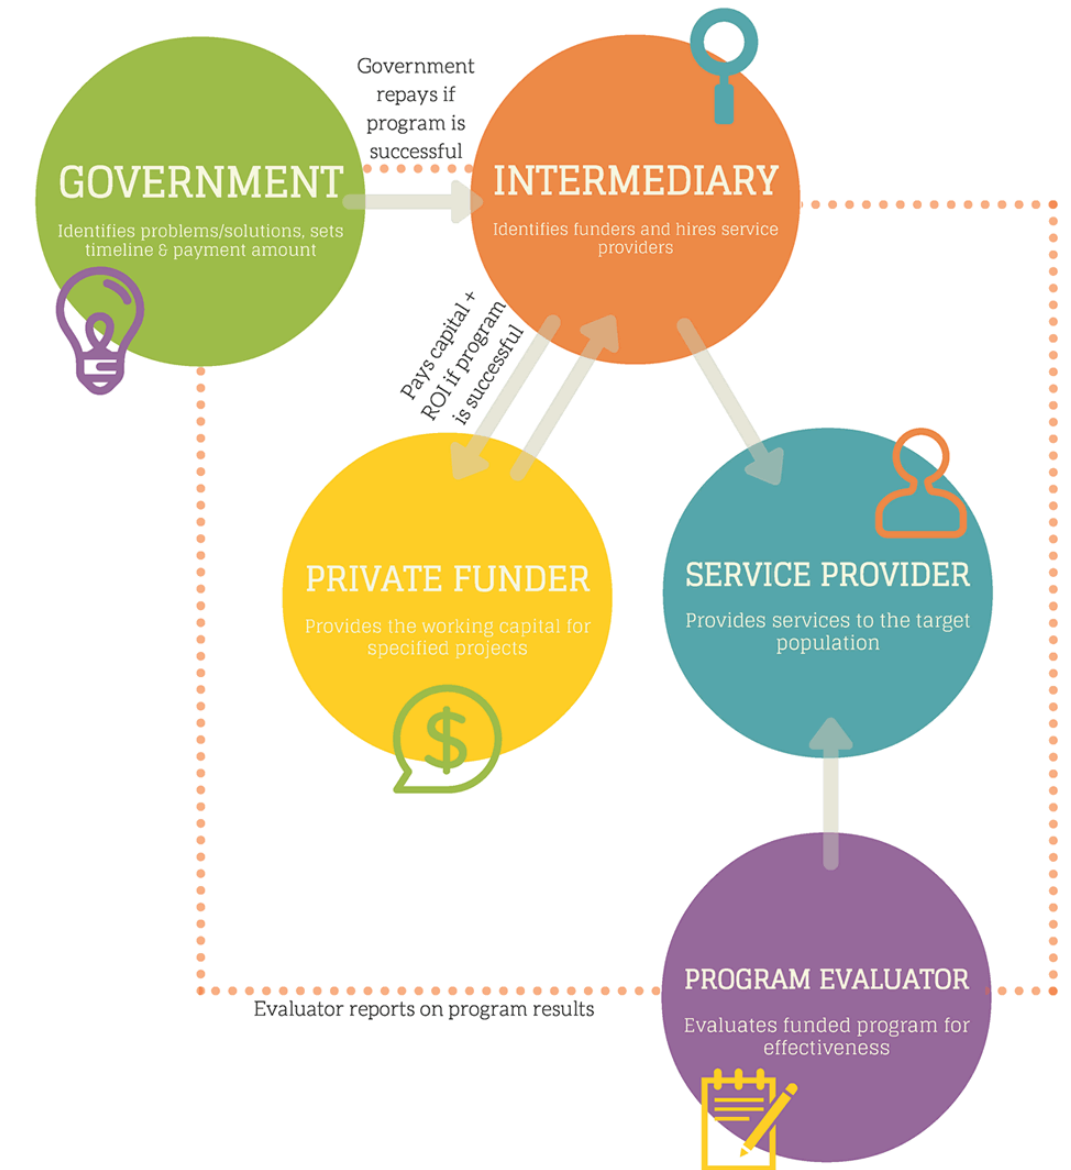 Government
repays if
program is
successful
GOVERNMENT
Identifies problems/solutions, sets
timeline & payment amount
INTERMEDIARY
Identifies funders and hires service
providers
Pays capital +
ROI if program
is successful
PRIVATE FUNDER
Provides the working capital for
specified projects
$
SERVICE PROVIDER
Provides services to the target
population
PROGRAM EVALUATOR
Evaluates funded program for
effectiveness
Evaluator reports on program results